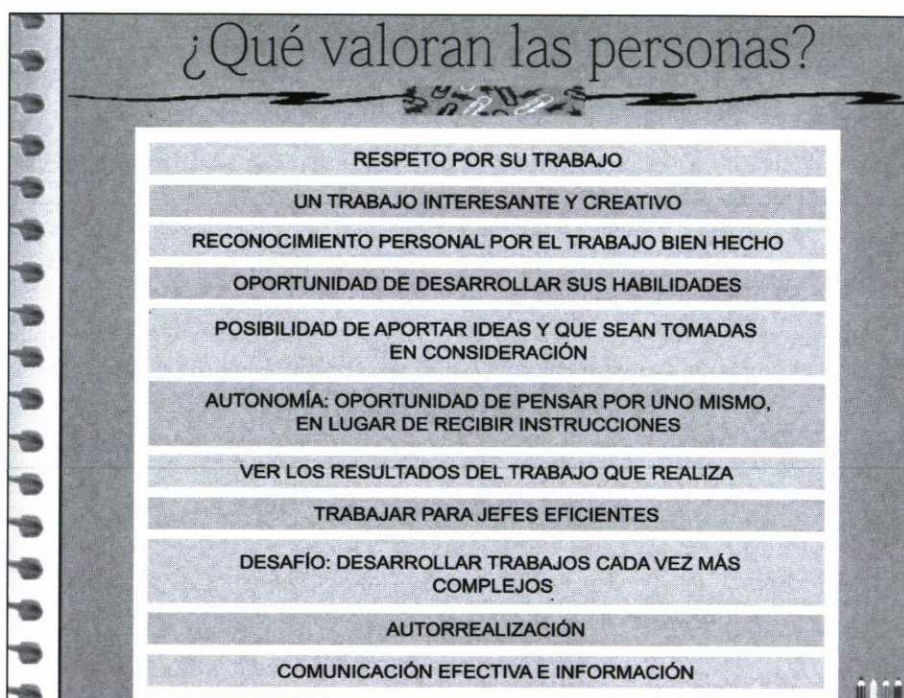 ¿Qué valoran las personas?
RESPETO POR SU TRABAJO
UN TRABAJO INTERESANTE Y CREATIVO
RECONOCIMIENTO PERSONAL POR EL TRABAJO BIEN HECHO
OPORTUNIDAD DE DESARROLLAR SUS HABILIDADES
POSIBILIDAD DE APORTAR IDEAS Y QUE SEAN TOMADAS
EN CONSIDERACIÓN
AUTONOMÍA: OPORTUNIDAD DE PENSAR POR UNO MISMO,
EN LUGAR DE RECIBIR INSTRUCCIONES
VER LOS RESULTADOS DEL TRABAJO QUE REALIZA
TRABAJAR PARA JEFES EFICIENTES
DESAFÍO: DESARROLLAR TRABAJOS CADA VEZ MÁS
COMPLEJOS
AUTORREALIZACIÓN
COMUNICACIÓN EFECTIVA E INFORMACIÓN